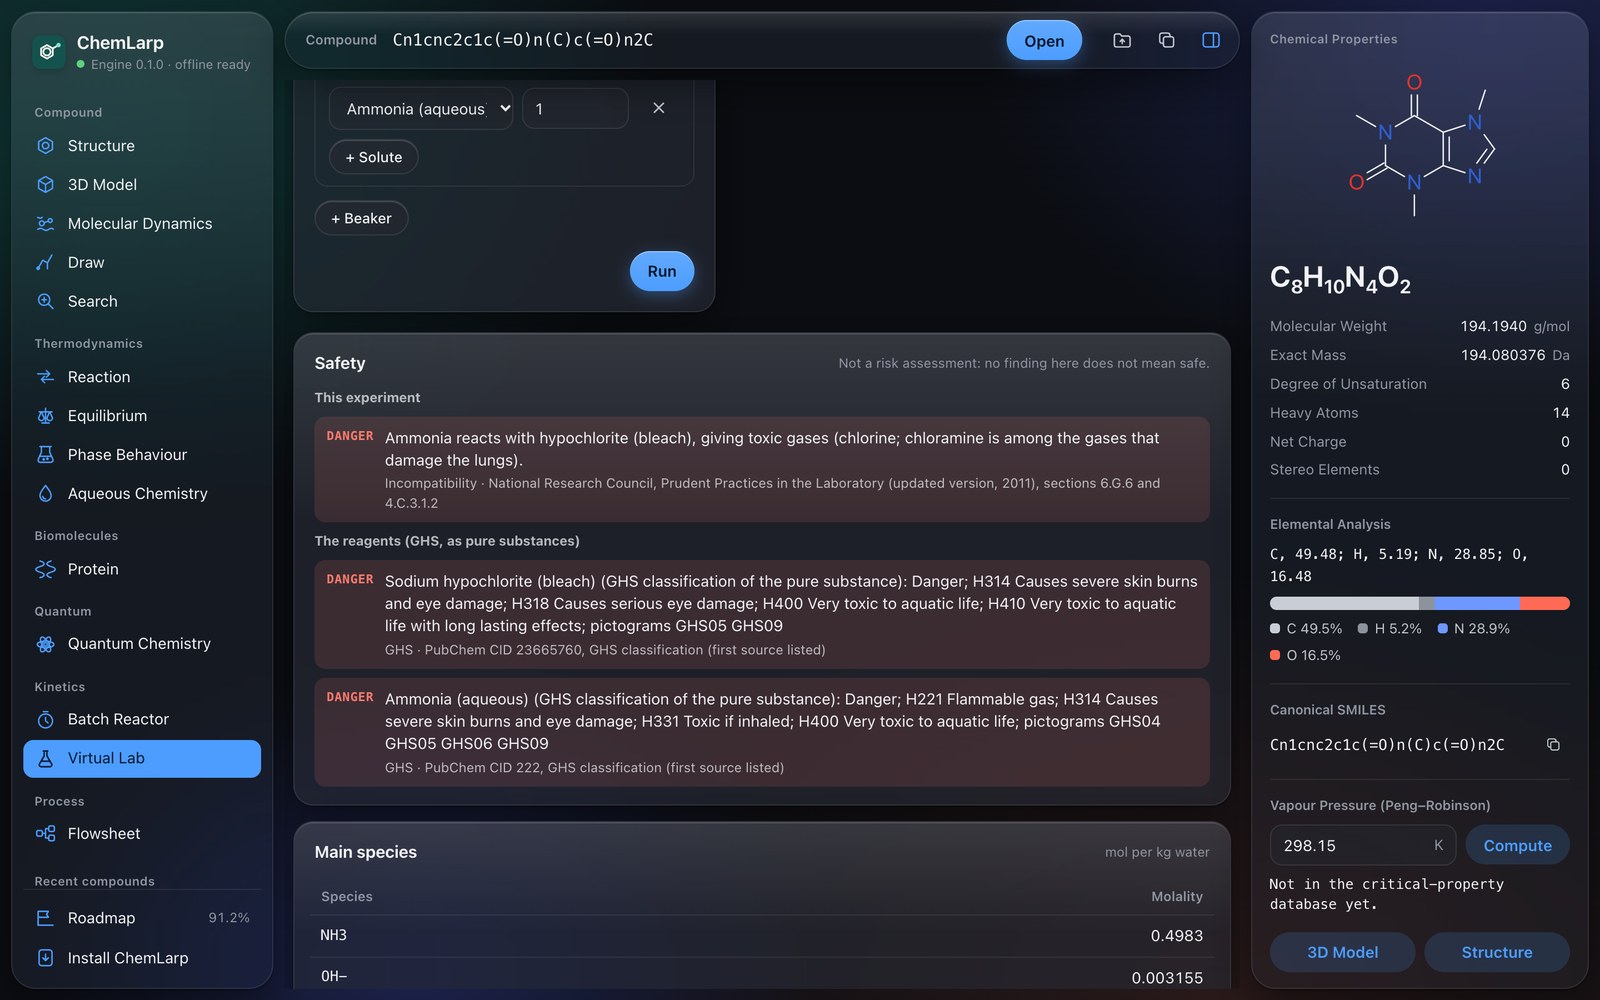 ChemLarp
Engine 0.1.0 · offline ready
Compound
Structure
3D Model
Molecular Dynamics
Draw
Search
Thermodynamics
Reaction
Equilibrium
Phase Behaviour
Aqueous Chemistry
Biomolecules
Protein
Quantum
Quantum Chemistry
Kinetics
Batch Reactor
Virtual Lab
Process
Flowsheet
Recent compounds
Roadmap 91.2%
Install ChemLarp
Compound Cn1cnc2c1c(=O)n(C)c(=O)n2C Open
Ammonia (aqueous) 1 ×
+ Solute
+ Beaker
Run
Safety Not a risk assessment: no finding here does not mean safe.
This experiment
DANGER Ammonia reacts with hypochlorite (bleach), giving toxic gases (chlorine; chloramine is among the gases that
damage the lungs).
Incompatibility · National Research Council, Prudent Practices in the Laboratory (updated version, 2011), sections 6.G.6 and
4.C.3.1.2
The reagents (GHS, as pure substances)
DANGER Sodium hypochlorite (bleach) (GHS classification of the pure substance): Danger; H314 Causes severe skin burns
and eye damage; H318 Causes serious eye damage; H400 Very toxic to aquatic life; H410 Very toxic to aquatic
life with long lasting effects; pictograms GHS05 GHS09
GHS · PubChem CID 23665760, GHS classification (first source listed)
DANGER Ammonia (aqueous) (GHS classification of the pure substance): Danger; H221 Flammable gas; H314 Causes
severe skin burns and eye damage; H331 Toxic if inhaled; H400 Very toxic to aquatic life; pictograms GHS04
GHS05 GHS06 GHS09
GHS · PubChem CID 222, GHS classification (first source listed)
Main species mol per kg water
Species Molality
NH3 0.4983
OH− 0.003155
Chemical Properties
O
N
N
O
N
N
C₈H₁₀N₄O₂
Molecular Weight 194.1940 g/mol
Exact Mass 194.080376 Da
Degree of Unsaturation 6
Heavy Atoms 14
Net Charge 0
Stereo Elements 0
Elemental Analysis
C, 49.48; H, 5.19; N, 28.85; O,
16.48
C 49.5% H 5.2% N 28.9%
O 16.5%
Canonical SMILES
Cn1cnc2c1c(=O)n(C)c(=O)n2C
Vapour Pressure (Peng–Robinson)
298.15 K Compute
Not in the critical-property
database yet.
3D Model Structure